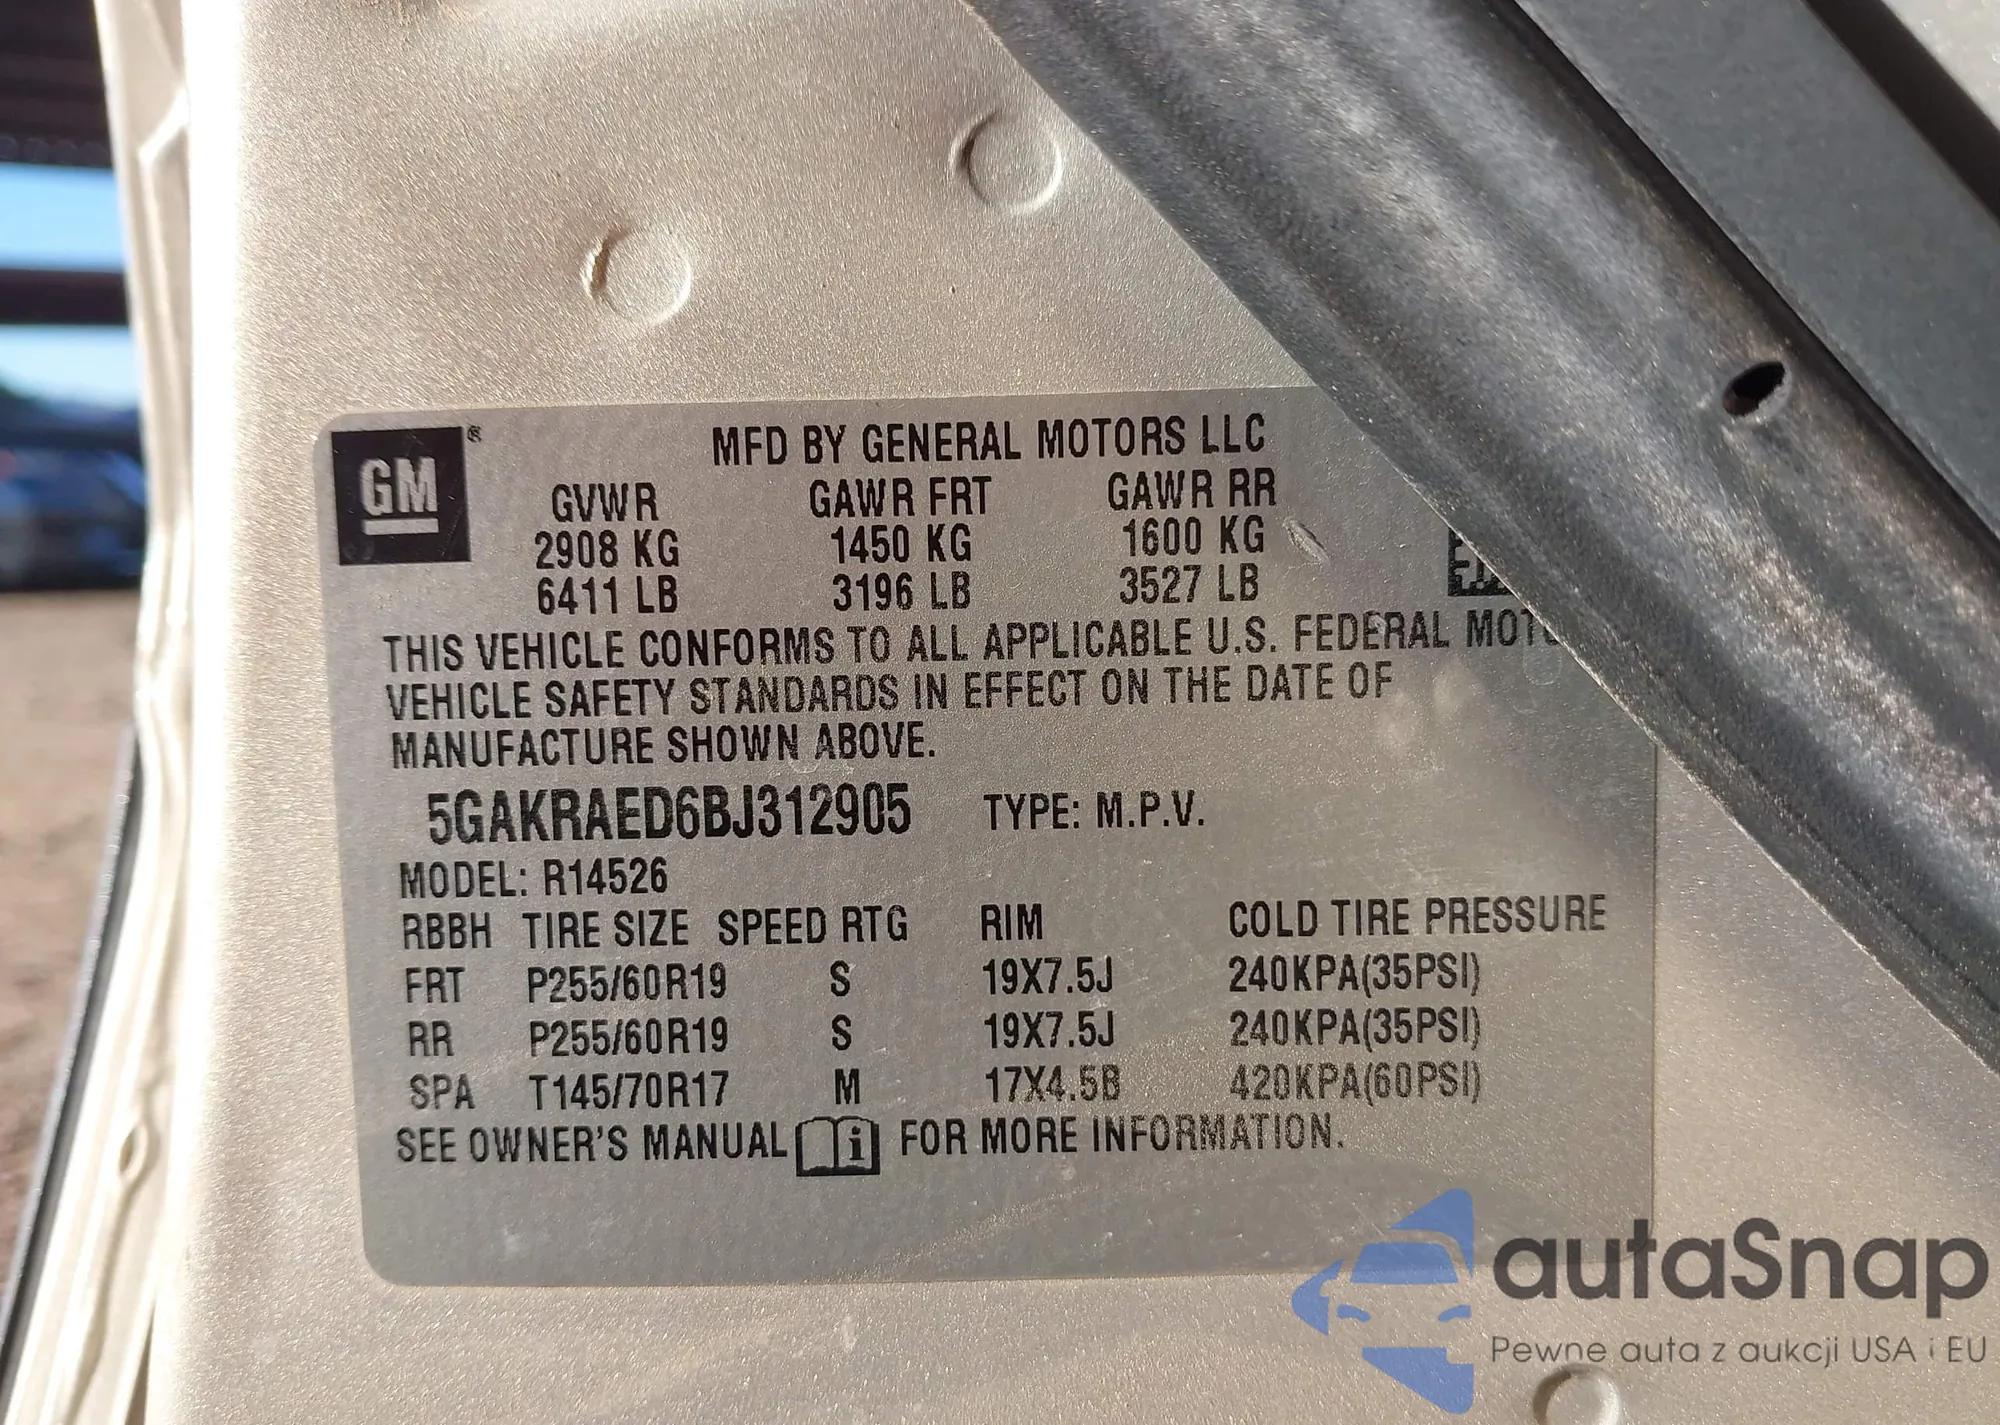 GM ®
MFD BY GENERAL MOTORS LLC
GVWR GAWR FRT GAWR RR
2908 KG 1450 KG 1600 KG
6411 LB 3196 LB 3527 LB
THIS VEHICLE CONFORMS TO ALL APPLICABLE U.S. FEDERAL
VEHICLE SAFETY STANDARDS IN EFFECT ON THE DATE OF
MANUFACTURE SHOWN ABOVE.
5GAKRAED6BJ312905 TYPE: M.P.V.
MODEL: R14526
RBBH TIRE SIZE SPEED RTG RIM COLD TIRE PRESSURE
FRT P255/60R19 S 19X7.5J 240KPA(35PSI)
RR P255/60R19 S 19X7.5J 240KPA(35PSI)
SPA T145/70R17 M 17X4.5B 420KPA(60PSI)
SEE OWNER'S MANUAL i FOR MORE INFORMATION.
autaSnap
Pewne auta z aukcji USA i EU